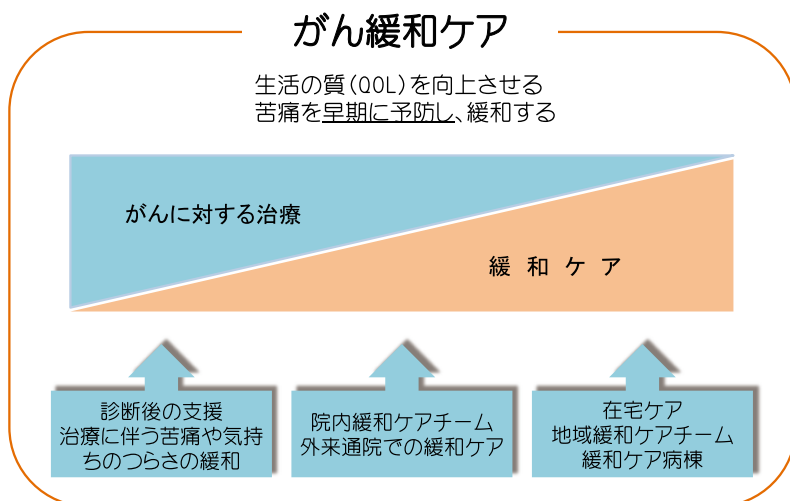 がん緩和ケア
生活の質(QOL)を向上させる
苦痛を早期に予防し、緩和する
がんに対する治療
緩和ケア
診断後の支援
治療に伴う苦痛や気持
ちのつらさの緩和
院内緩和ケアチーム
外来通院での緩和ケア
在宅ケア
地域緩和ケアチーム
緩和ケア病棟